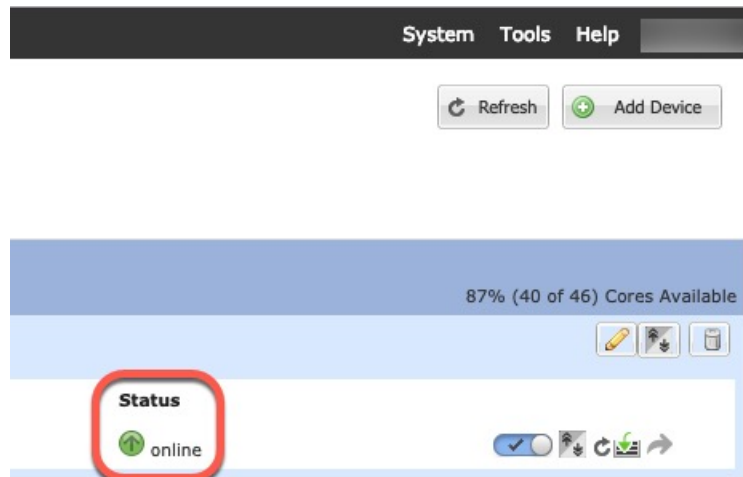 System Tools Help
Refresh Add Device
87% (40 of 46) Cores Available
Status
online